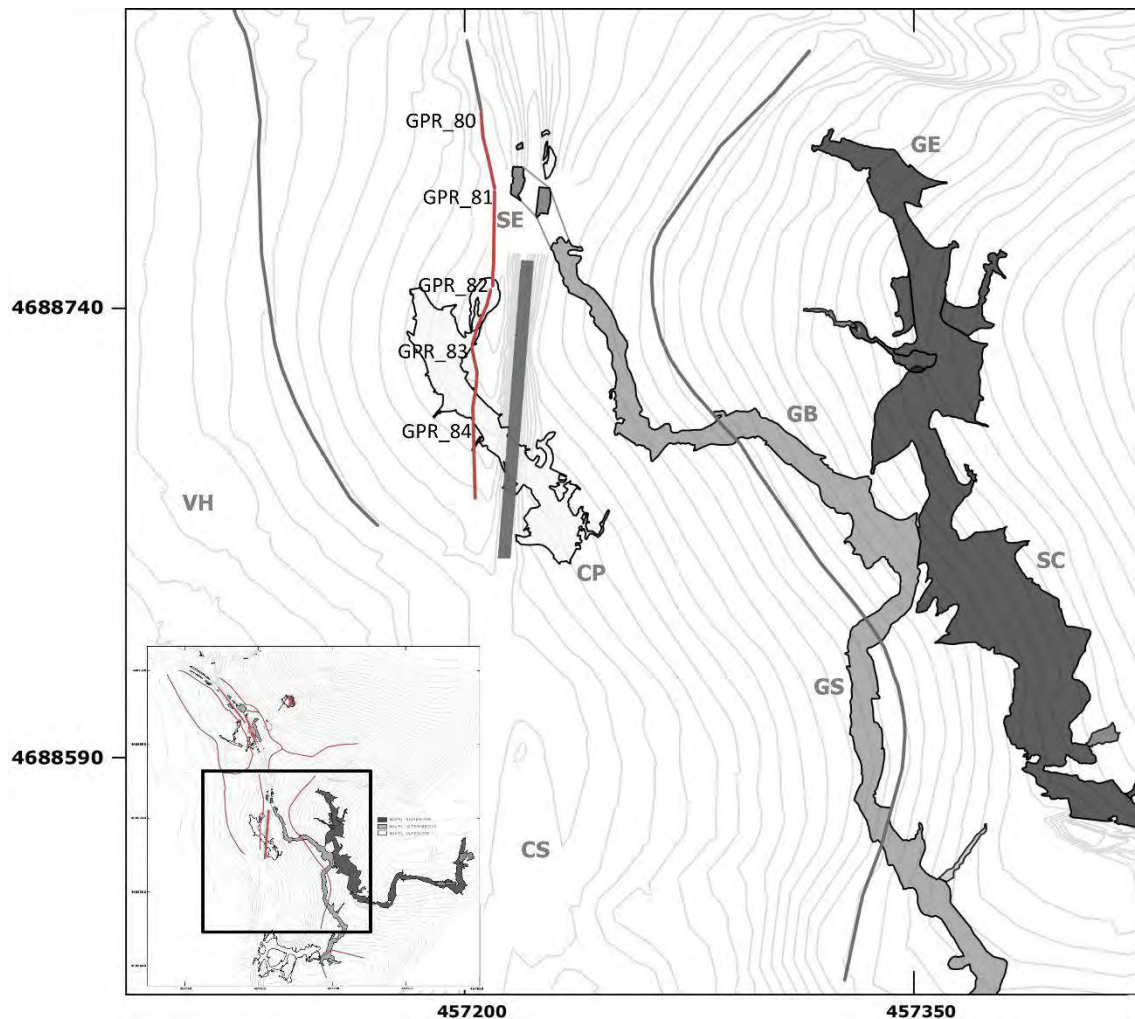 GPR_80
GE
GPR_81
SE
GPR_82
4688740
GPR_83
GB
GPR_84
VH
SC
CP
GS
4688590
CS
457200
457350